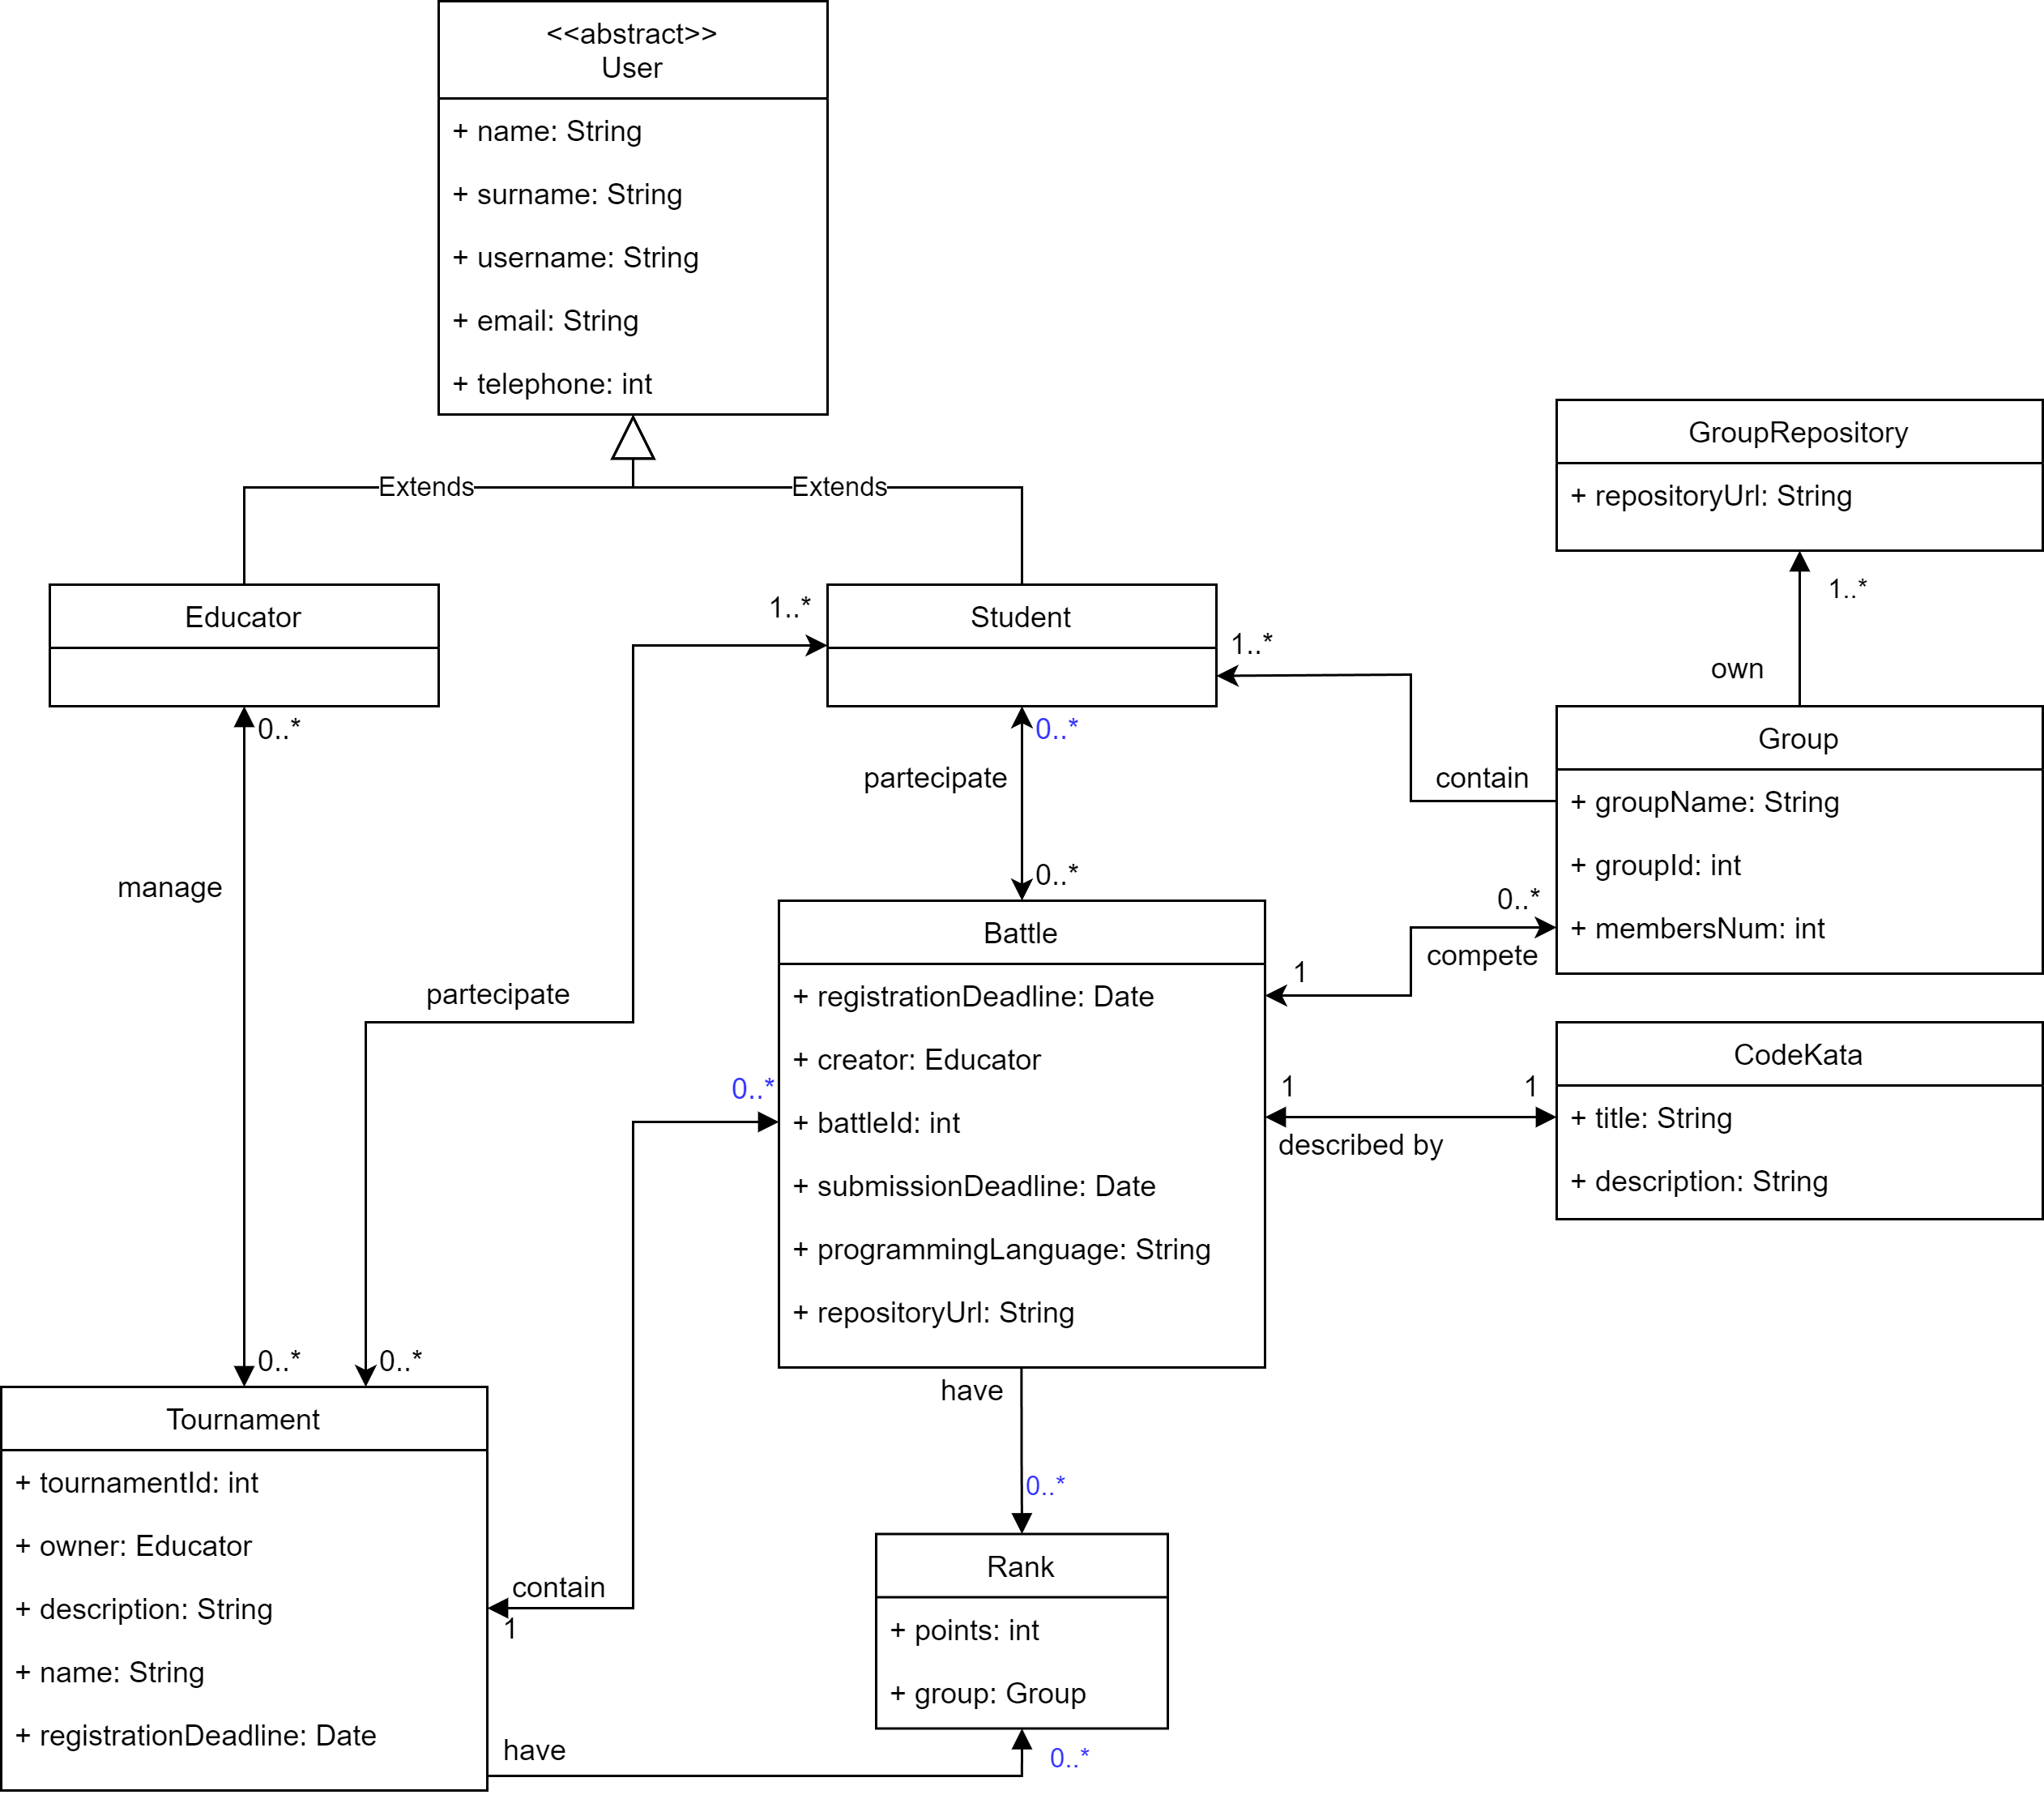 <<abstract>>
User
+ name: String
+ surname: String
+ username: String
+ email: String
+ telephone: int
Extends
Extends
GroupRepository
+ repositoryUrl: String
1..*
own
Educator
0..*
1..*
Student
1..*
0..*
partecipate
0..*
contain
Group
+ groupName: String
+ groupId: int
+ membersNum: int
0..*
compete
1
manage
partecipate
0..*
0..*
0..*
Battle
+ registrationDeadline: Date
+ creator: Educator
+ battleId: int
+ submissionDeadline: Date
+ programmingLanguage: String
+ repositoryUrl: String
1
1
described by
CodeKata
+ title: String
+ description: String
have
0..*
Tournament
+ tournamentId: int
+ owner: Educator
+ description: String
+ name: String
+ registrationDeadline: Date
contain
1
have
Rank
+ points: int
+ group: Group
0..*